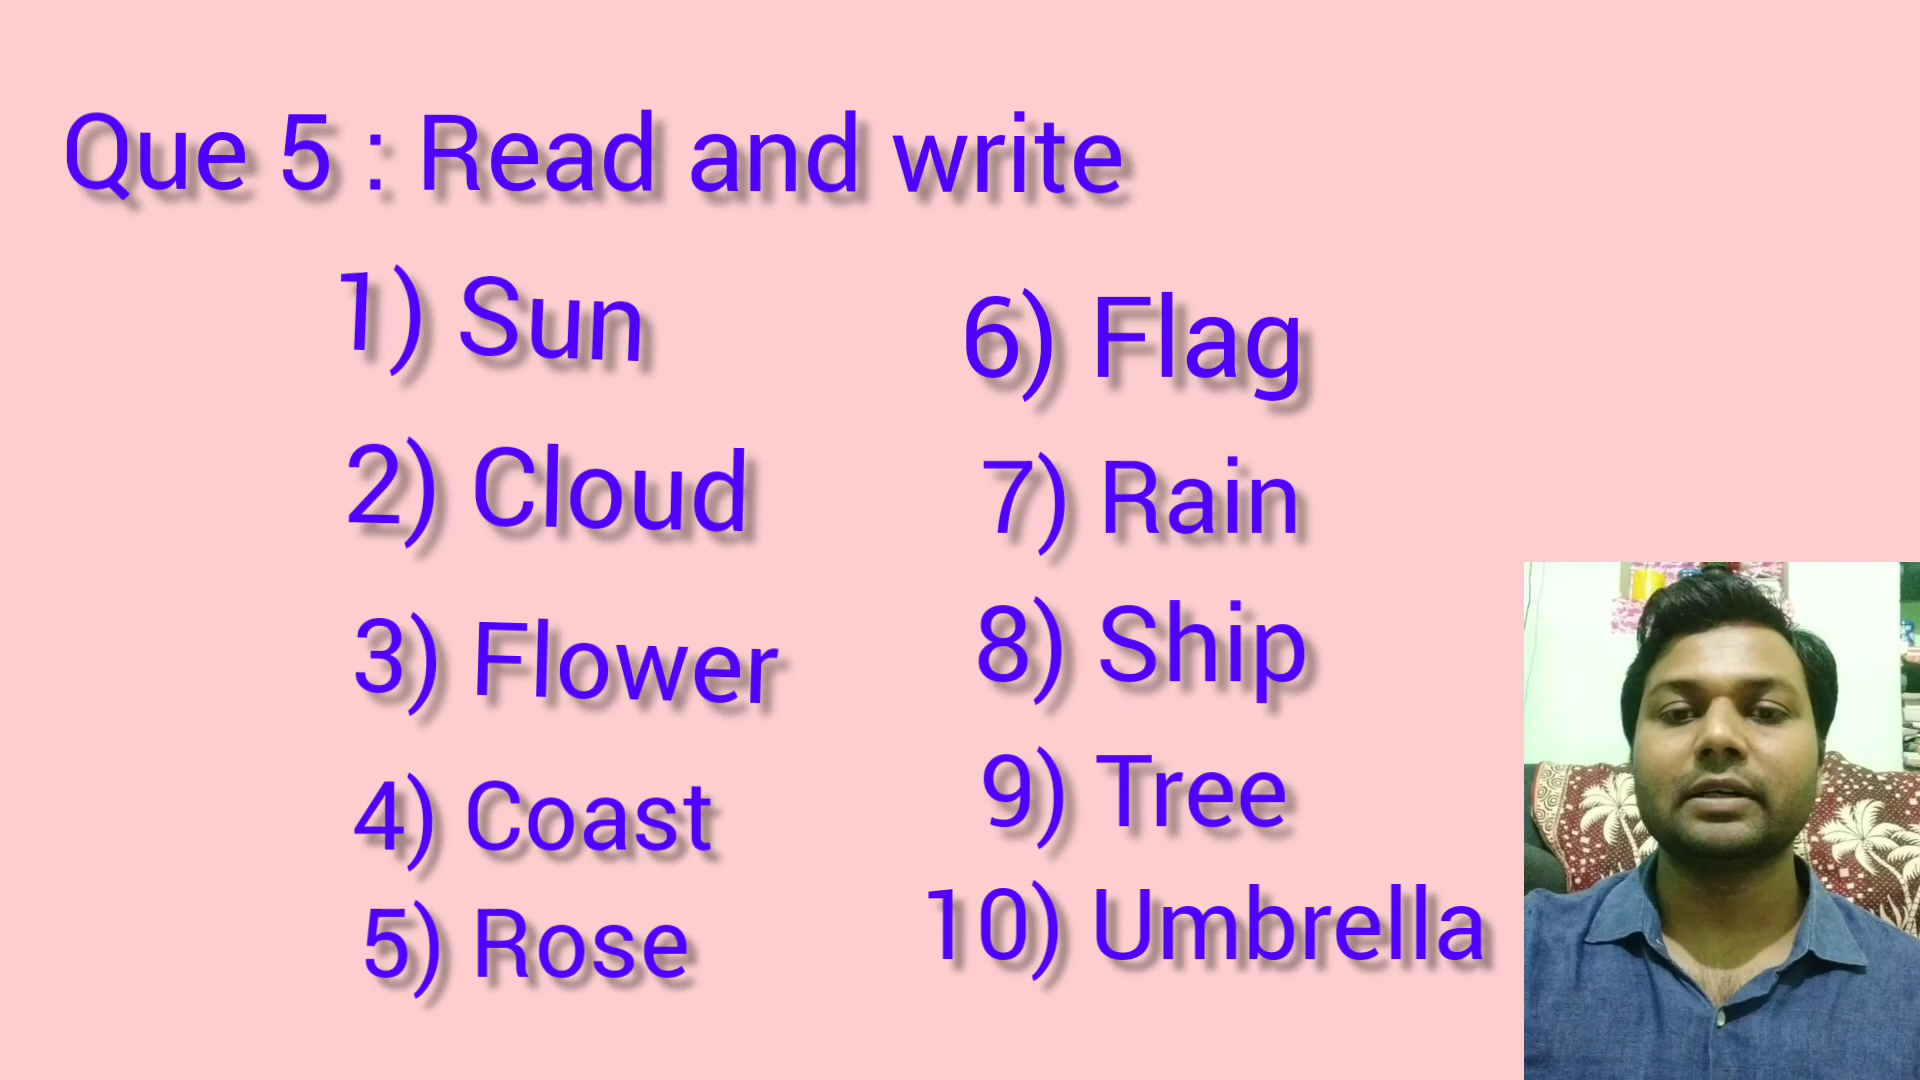 Que 5 : Read and write
1) Sun
2) Cloud
3) Flower
4) Coast
5) Rose
6) Flag
7) Rain
8) Ship
9) Tree
10) Umbrella